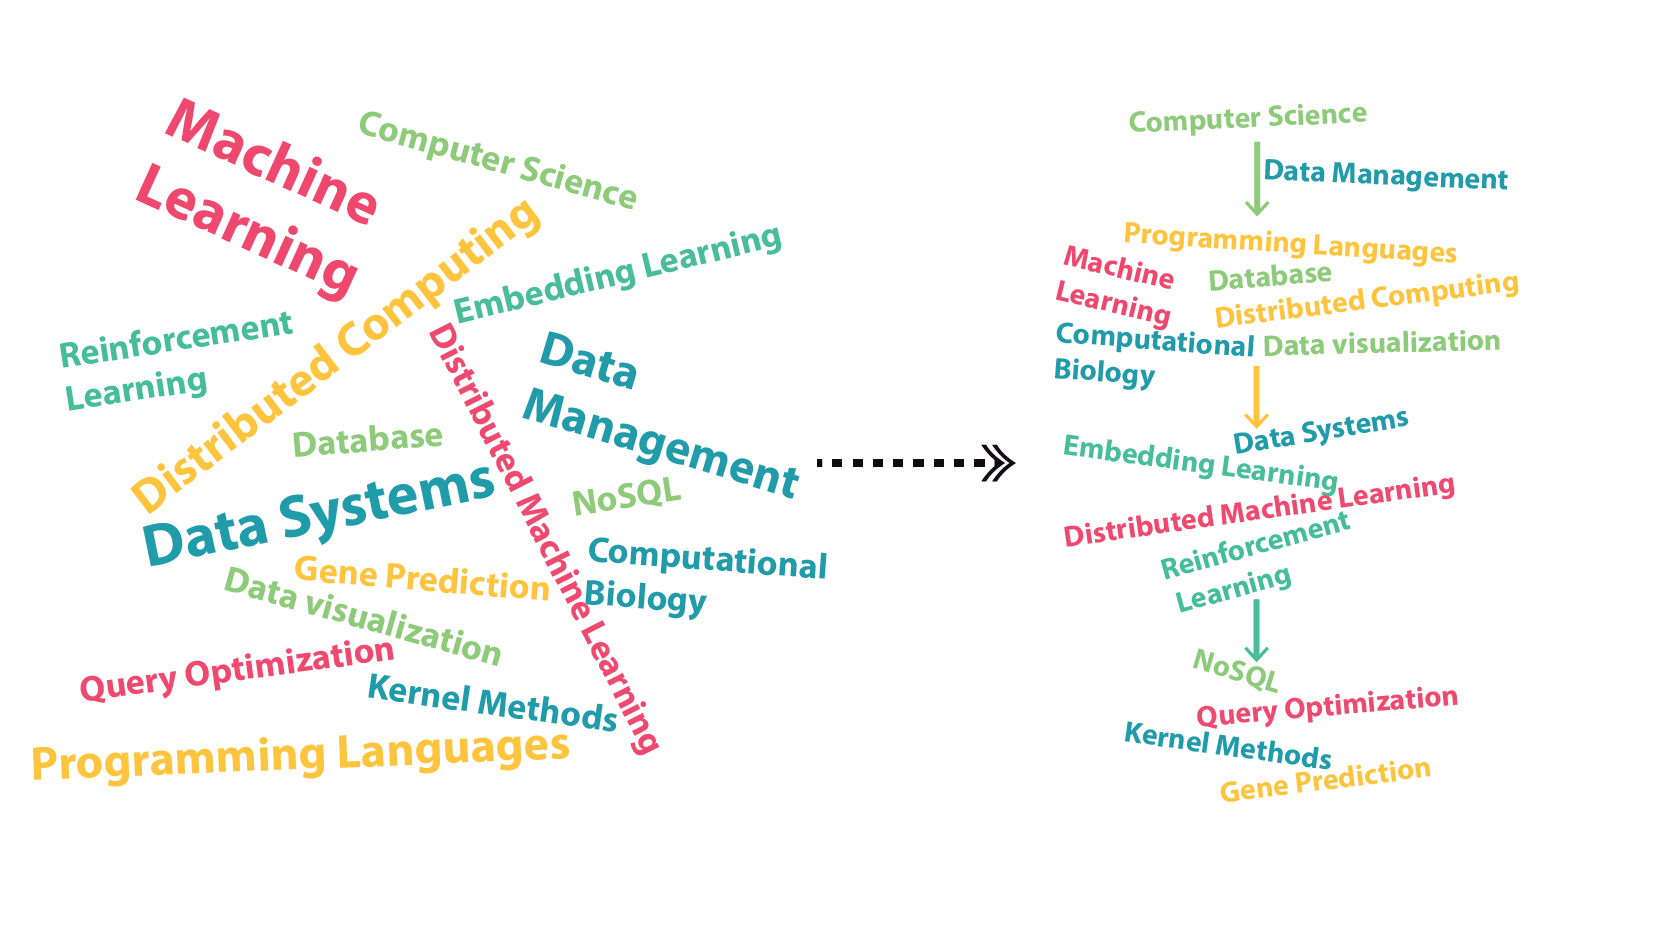 Machine
Learning
Computer Science
Distributed Computing
Embedding Learning
Reinforcement
Learning
Distributed Machine Learning
Data
Management
Database
Data Systems
NoSQL
Computational
Biology
Gene Prediction
Data visualization
Query Optimization
Kernel Methods
Programming Languages
Computer Science
Data Management
Programming Languages
Machine
Learning
Database
Distributed Computing
Computational
Biology
Data visualization
Data Systems
Embedding Learning
Distributed Machine Learning
Reinforcement
Learning
NoSQL
Query Optimization
Kernel Methods
Gene Prediction